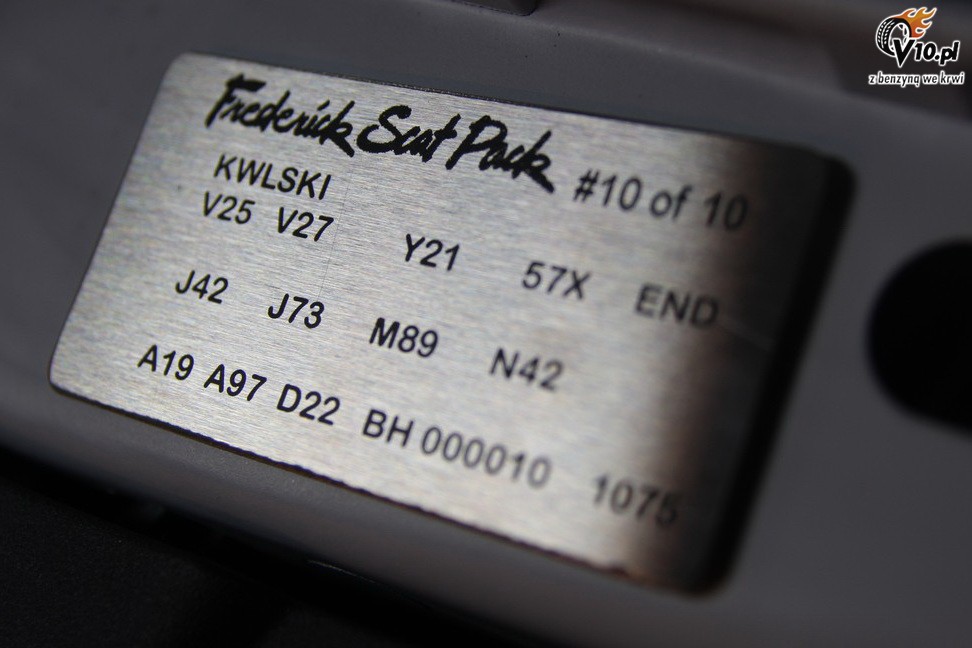 V10.pl
z benzyną we krwi
Frederick Scat Pack #10 of 10
KWLSKI
V25 V27 Y21 57X END
J42 J73 M89 N42
A19 A97 D22 BH 000010 1075